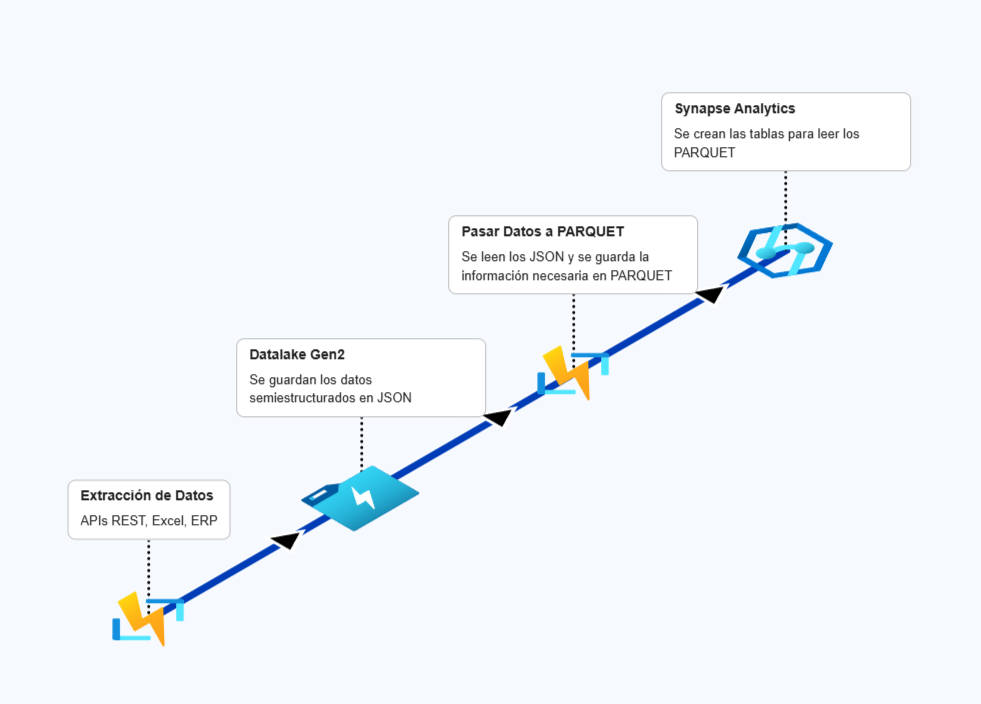 Synapse Analytics
Se crean las tablas para leer los
PARQUET
Pasar Datos a PARQUET
Se leen los JSON y se guarda la
información necesaria en PARQUET
Datalake Gen2
Se guardan los datos
semiestructurados en JSON
Extracción de Datos
APIs REST, Excel, ERP